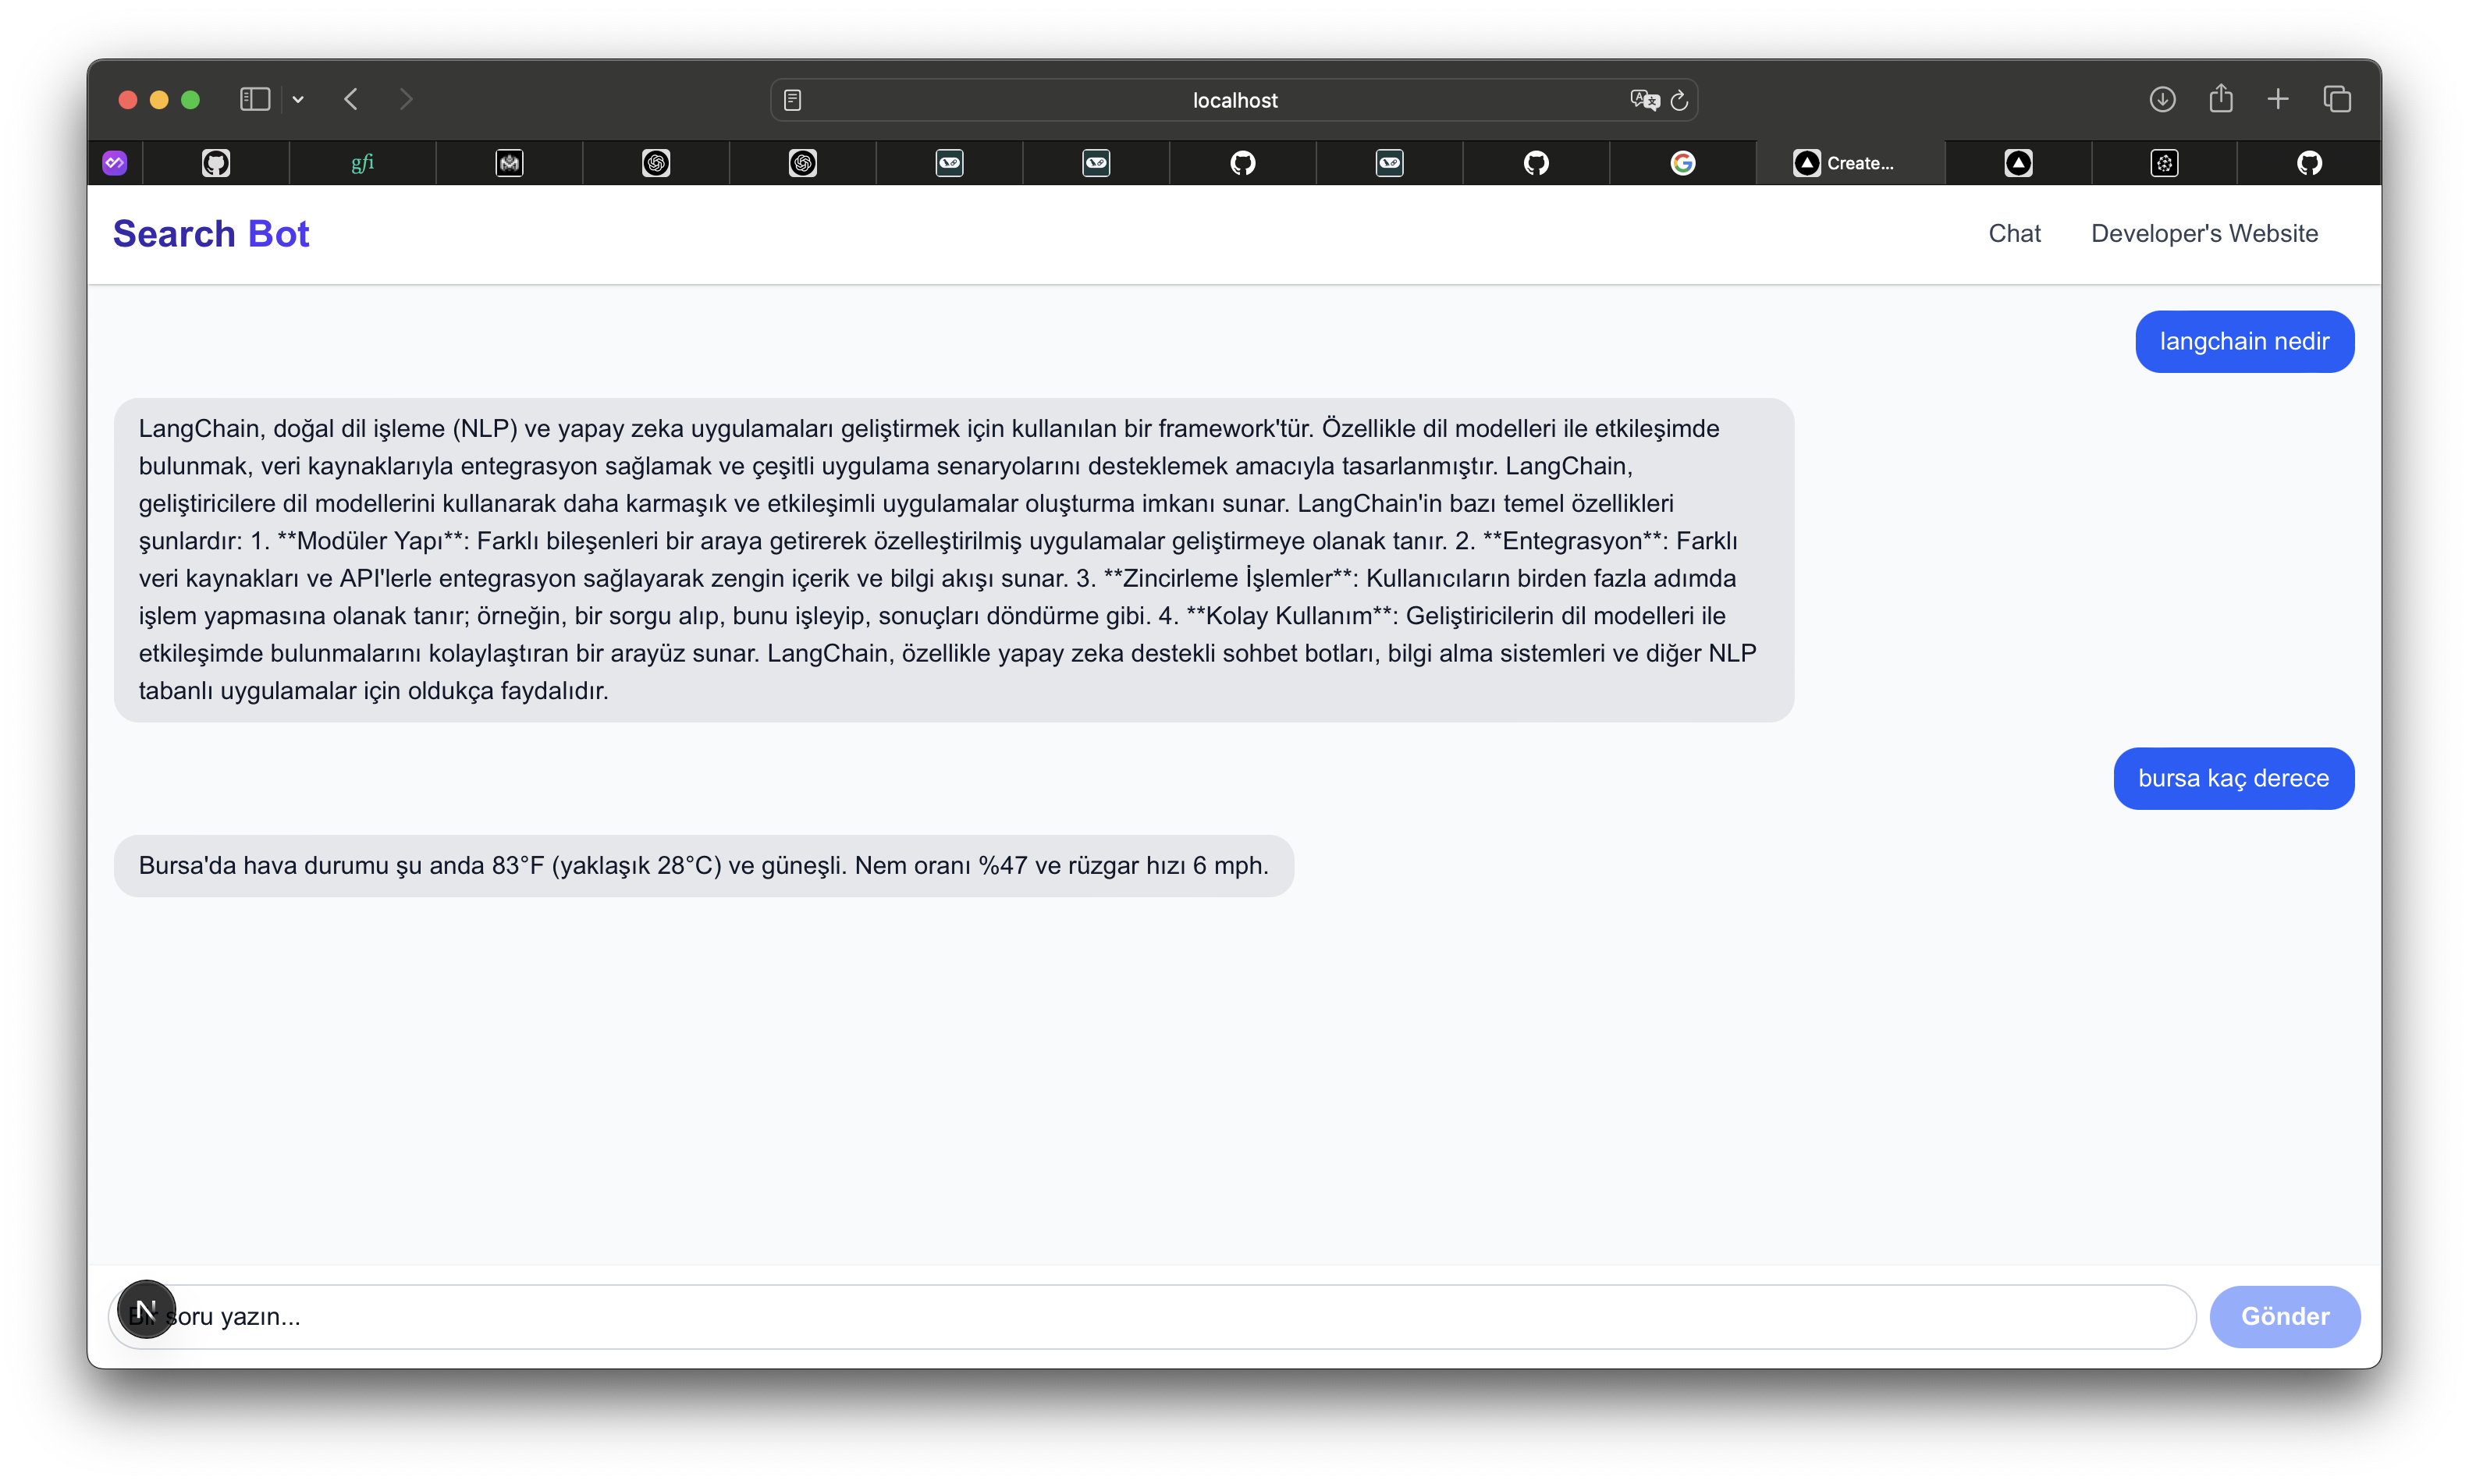 localhost
gfi
Create...
Search Bot
Chat
Developer's Website
langchain nedir
LangChain, doğal dil işleme (NLP) ve yapay zeka uygulamaları geliştirmek için kullanılan bir framework'tür. Özellikle dil modelleri ile etkileşimde
bulunmak, veri kaynaklarıyla entegrasyon sağlamak ve çeşitli uygulama senaryolarını desteklemek amacıyla tasarlanmıştır. LangChain,
geliştiricilere dil modellerini kullanarak daha karmaşık ve etkileşimli uygulamalar oluşturma imkanı sunar. LangChain'in bazı temel özellikleri
şunlardır: 1. **Modüler Yapı**: Farklı bileşenleri bir araya getirerek özelleştirilmiş uygulamalar geliştirmeye olanak tanır. 2. **Entegrasyon**: Farklı
veri kaynakları ve API'lerle entegrasyon sağlayarak zengin içerik ve bilgi akışı sunar. 3. **Zincirleme İşlemler**: Kullanıcıların birden fazla adımda
işlem yapmasına olanak tanır; örneğin, bir sorgu alıp, bunu işleyip, sonuçları döndürme gibi. 4. **Kolay Kullanım**: Geliştiricilerin dil modelleri ile
etkileşimde bulunmalarını kolaylaştıran bir arayüz sunar. LangChain, özellikle yapay zeka destekli sohbet botları, bilgi alma sistemleri ve diğer NLP
tabanlı uygulamalar için oldukça faydalıdır.
bursa kaç derece
Bursa'da hava durumu şu anda 83°F (yaklaşık 28°C) ve güneşli. Nem oranı %47 ve rüzgar hızı 6 mph.
N
Bir soru yazın...
Gönder